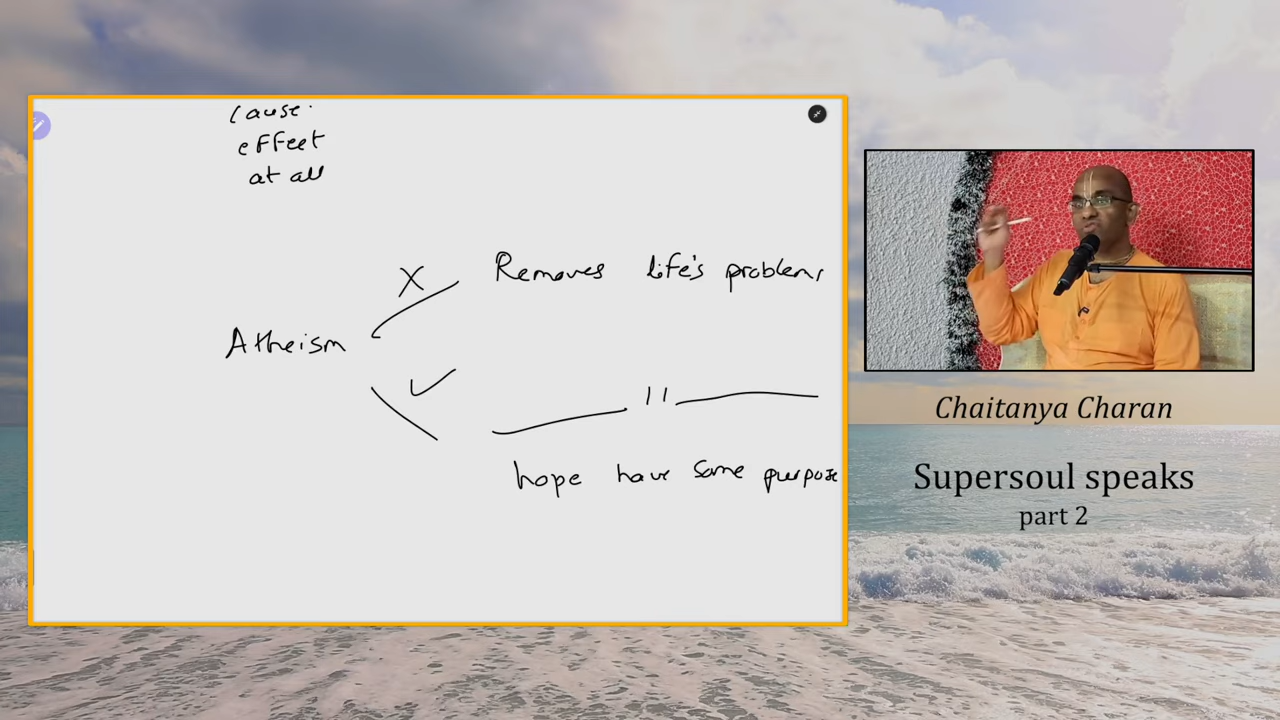 cause.
effect
at all
X
Removes life's problems
Atheism
✓
——— " ———
hope have some purpose
Chaitanya Charan
Supersoul speaks
part 2